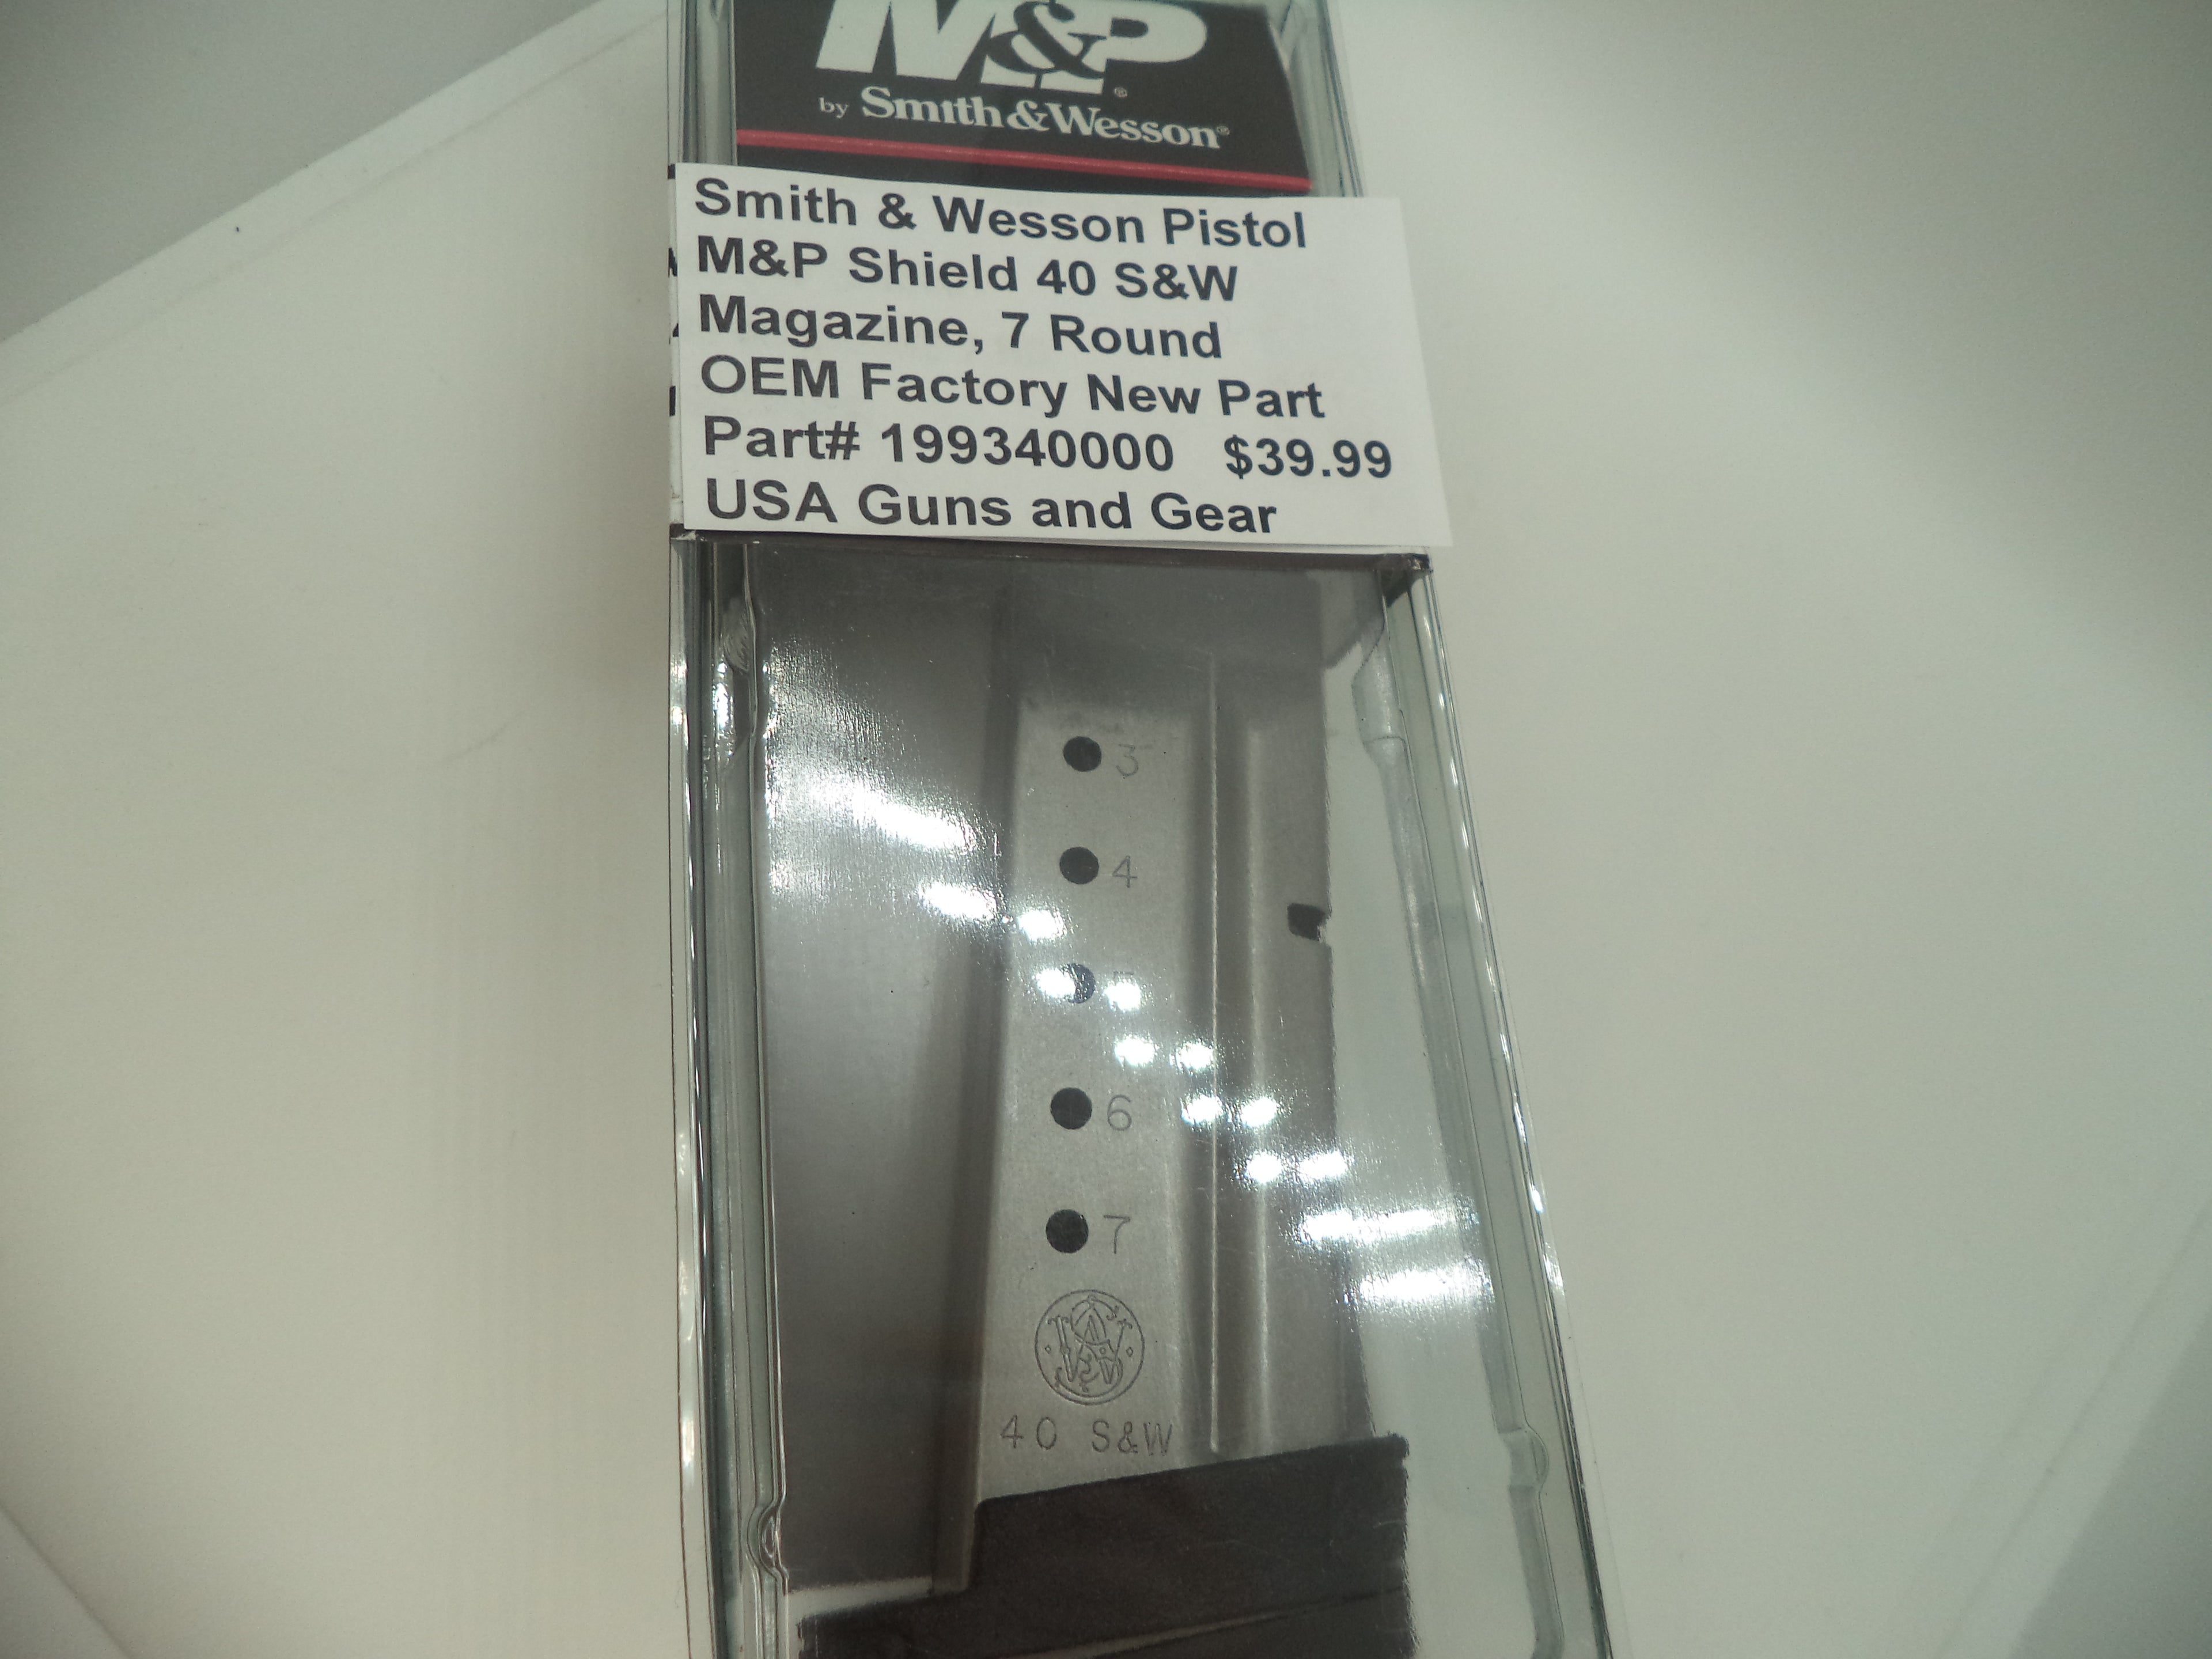 M&P®
by Smith&Wesson®
Smith & Wesson Pistol
M&P Shield 40 S&W
Magazine, 7 Round
OEM Factory New Part
Part# 199340000 $39.99
USA Guns and Gear
3
4
6
7
40 S&W